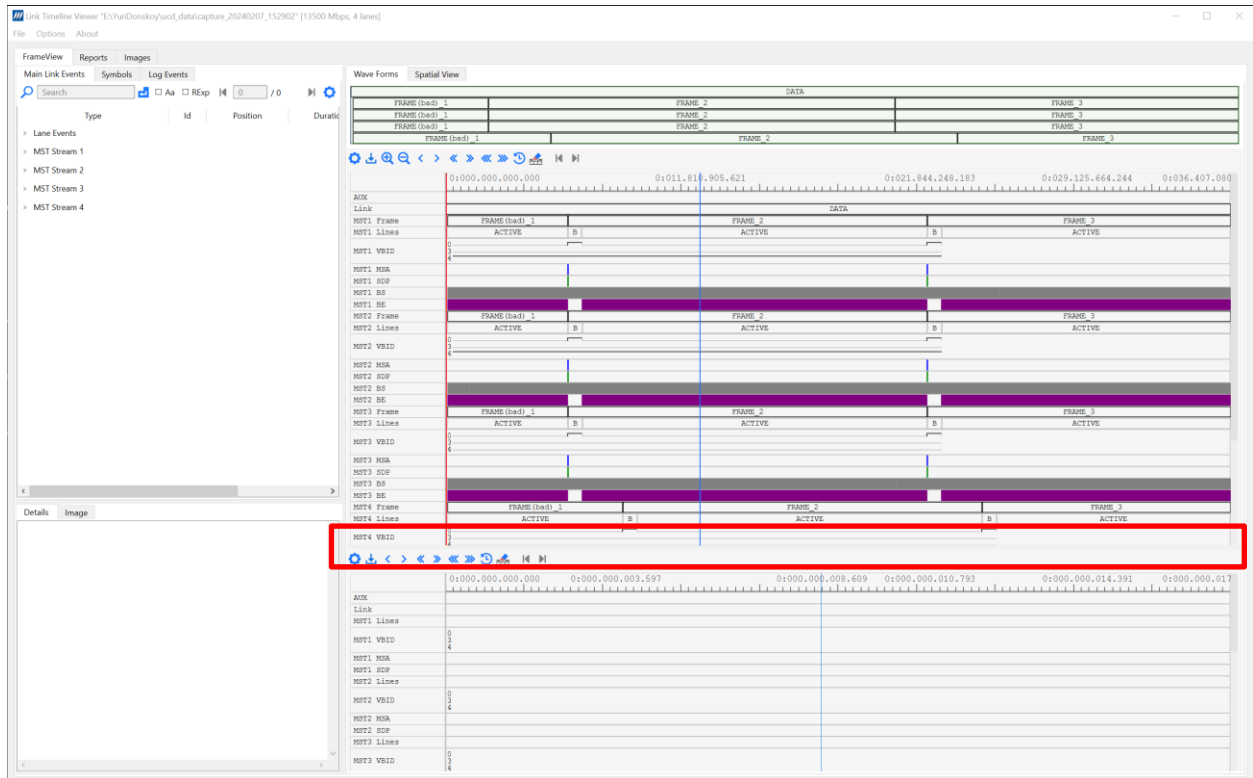 Link Timeline Viewer "E:\YuriDonskoy\ucd_data\capture_20240207_152902" [13500 Mbps, 4 lanes]
File Options About
FrameView Reports Images
Main Link Events Symbols Log Events
Search Aa RExp 0 / 0
Type Id Position Duratic
Lane Events
MST Stream 1
MST Stream 2
MST Stream 3
MST Stream 4
Details Image
Wave Forms Spatial View
DATA
FRAME(bad)_1 FRAME_2 FRAME_3
FRAME(bad)_1 FRAME_2 FRAME_3
FRAME(bad)_1 FRAME_2 FRAME_3
FRAME(bad)_1 FRAME_2 FRAME_3
0:000.000.000.000 0:011.810.905.621 0:021.844.248.183 0:029.125.664.244 0:036.407.080
AUX
Link DATA
MST1 Frame FRAME(bad)_1 FRAME_2 FRAME_3
MST1 Lines ACTIVE B ACTIVE B ACTIVE
0
MST1 VBID 3
4
MST1 MSA
MST1 SDP
MST1 BS
MST1 BE
MST2 Frame FRAME(bad)_1 FRAME_2 FRAME_3
MST2 Lines ACTIVE B ACTIVE B ACTIVE
0
MST2 VBID 3
4
MST2 MSA
MST2 SDP
MST2 BS
MST2 BE
MST3 Frame FRAME(bad)_1 FRAME_2 FRAME_3
MST3 Lines ACTIVE B ACTIVE B ACTIVE
0
MST3 VBID 3
4
MST3 MSA
MST3 SDP
MST3 BS
MST3 BE
MST4 Frame FRAME(bad)_1 FRAME_2 FRAME_3
MST4 Lines ACTIVE B ACTIVE B ACTIVE
0
MST4 VBID 3
4
0:000.000.000.000 0:000.000.003.597 0:000.000.008.609 0:000.000.010.793 0:000.000.014.391 0:000.000.017
AUX
Link
MST1 Lines
0
MST1 VBID 3
4
MST1 MSA
MST1 SDP
MST2 Lines
0
MST2 VBID 3
4
MST2 MSA
MST2 SDP
MST3 Lines
0
MST3 VBID 3
4